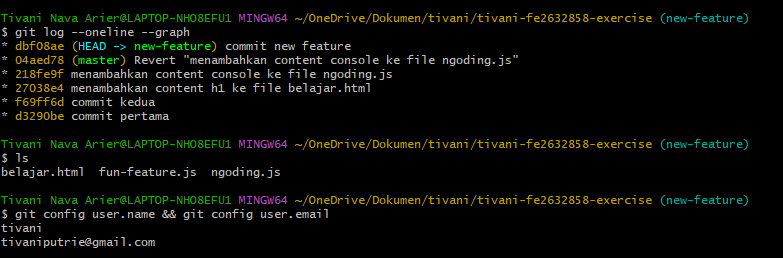 Tivani Nava Arier@LAPTOP-NHO8EFU1 MINGW64 ~/OneDrive/Dokumen/tivani/tivani-fe2632858-exercise (new-feature)
$ git log --oneline --graph
* dbf08ae (HEAD -> new-feature) commit new feature
* 04aed78 (master) Revert "menambahkan content console ke file ngoding.js"
* 218fe9f menambahkan content console ke file ngoding.js
* 27038e4 menambahkan content h1 ke file belajar.html
* f69ff6d commit kedua
* d3290be commit pertama
Tivani Nava Arier@LAPTOP-NHO8EFU1 MINGW64 ~/OneDrive/Dokumen/tivani/tivani-fe2632858-exercise (new-feature)
$ ls
belajar.html  fun-feature.js  ngoding.js
Tivani Nava Arier@LAPTOP-NHO8EFU1 MINGW64 ~/OneDrive/Dokumen/tivani/tivani-fe2632858-exercise (new-feature)
$ git config user.name && git config user.email
tivani
tivaniputrie@gmail.com